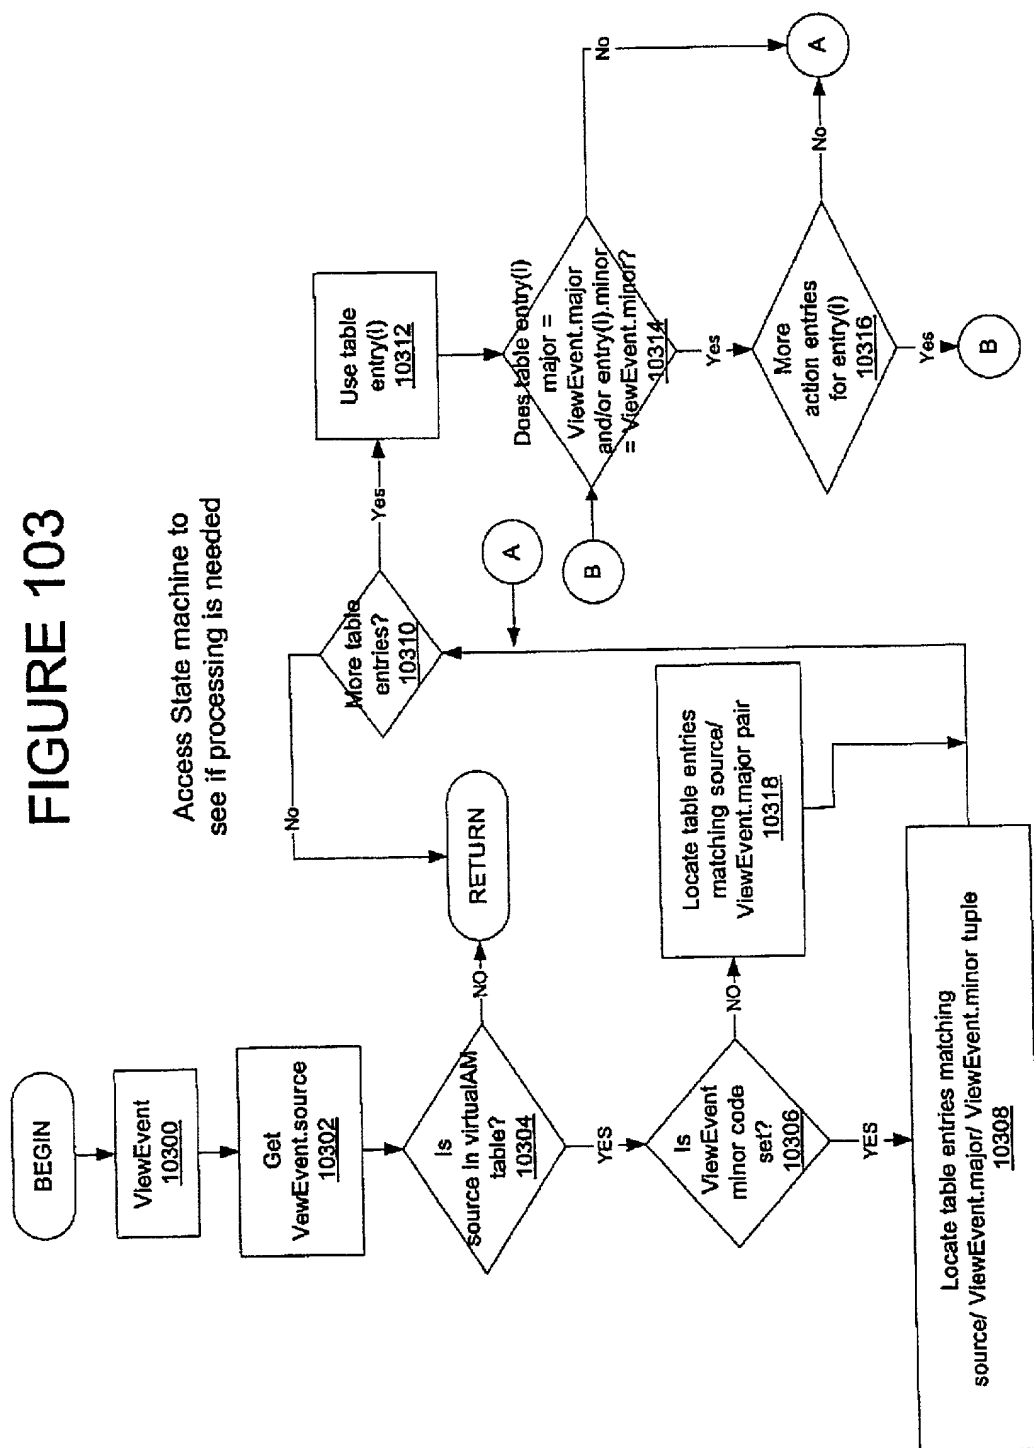 FIGURE 103
Access State machine to
see if processing is needed
BEGIN
ViewEvent
10300
Get
VewEvent.source
10302
Is
source in virtualAM
table?
10304
NO
RETURN
YES
Is
ViewEvent
minor code
set?
10306
NO
Locate table entries
matching source/
ViewEvent.major pair
10318
YES
Locate table entries matching
source/ ViewEvent.major/ ViewEvent.minor tuple
10308
A
More table
entries?
10310
No
Yes
Use table
entry(i)
10312
B
Does table entry(i)
major =
ViewEvent.major
and/or entry(i).minor
= ViewEvent.minor?
10314
No
A
Yes
More
action entries
for entry(i)
10316
No
Yes
B